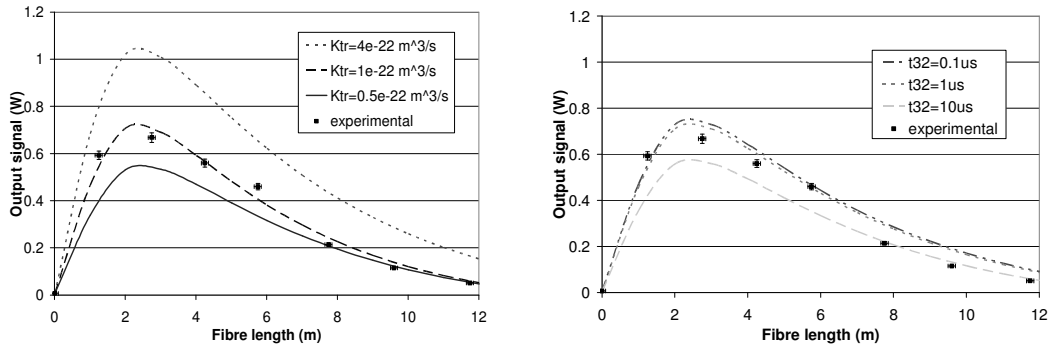 1.2
1
0.8
0.6
0.4
0.2
0
Output signal (W)
0 2 4 6 8 10 12
Fibre length (m)
Ktr=4e-22 m^3/s
Ktr=1e-22 m^3/s
Ktr=0.5e-22 m^3/s
experimental
1.2
1
0.8
0.6
0.4
0.2
0
Output signal (W)
0 2 4 6 8 10 12
Fibre length (m)
t32=0.1us
t32=1us
t32=10us
experimental